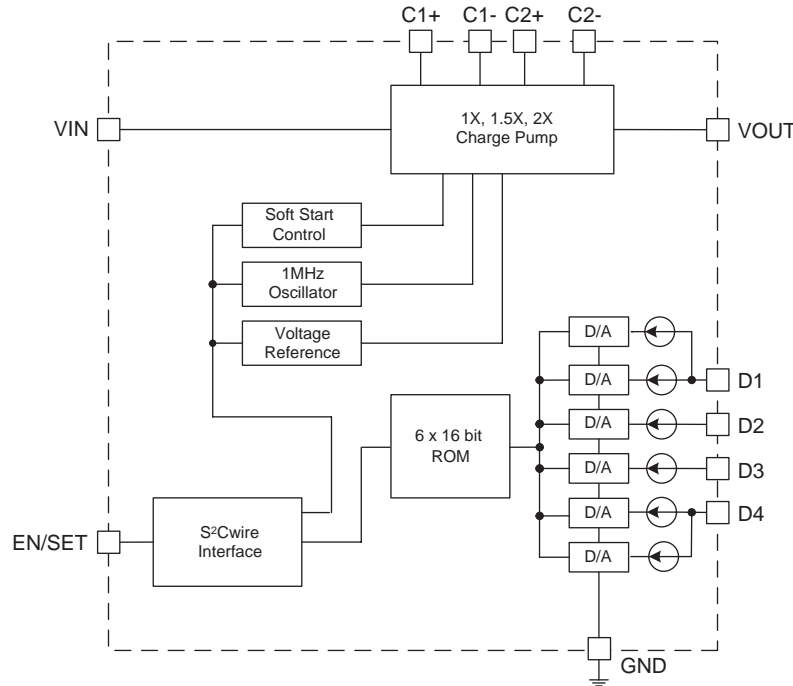 C1+ C1- C2+ C2-
VIN
1X, 1.5X, 2X
Charge Pump
VOUT
Soft Start
Control
1MHz
Oscillator
Voltage
Reference
D/A
D/A
D1
D/A
D2
D/A
D3
D/A
D4
D/A
6 x 16 bit
ROM
EN/SET
S²Cwire
Interface
GND